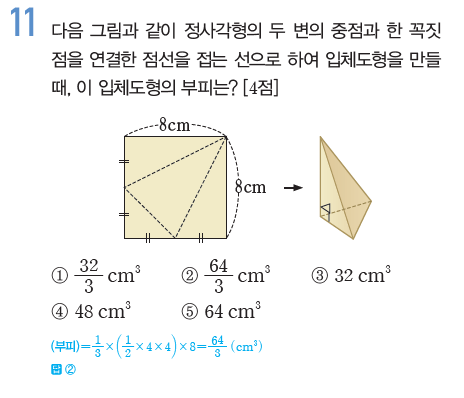 11 다음 그림과 같이 정사각형의 두 변의 중점과 한 꼭짓
점을 연결한 점선을 접는 선으로 하여 입체도형을 만들
때, 이 입체도형의 부피는? [4점]
8cm
8cm
① 32/3 cm³ ② 64/3 cm³ ③ 32 cm³
④ 48 cm³ ⑤ 64 cm³
(부피)=1/3×(1/2×4×4)×8=64/3 (cm³)
답 ②